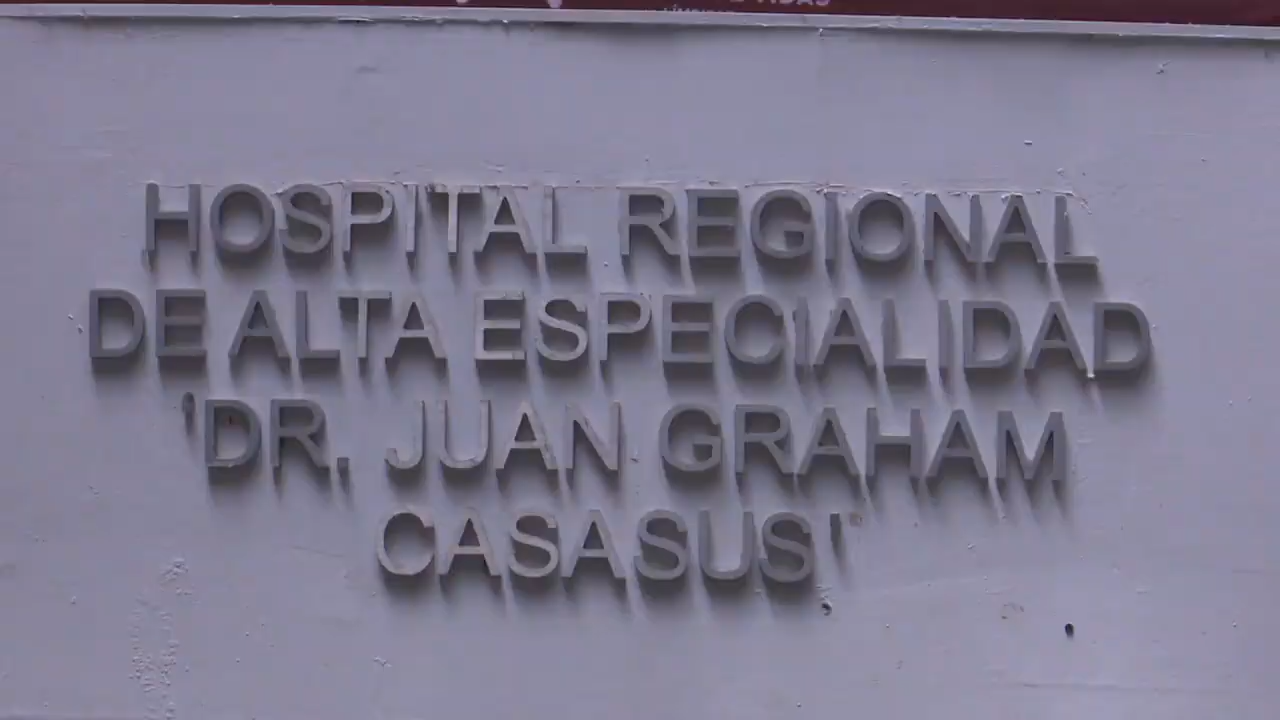 HOSPITAL REGIONAL
DE ALTA ESPECIALIDAD
'DR. JUAN GRAHAM
CASASUS'